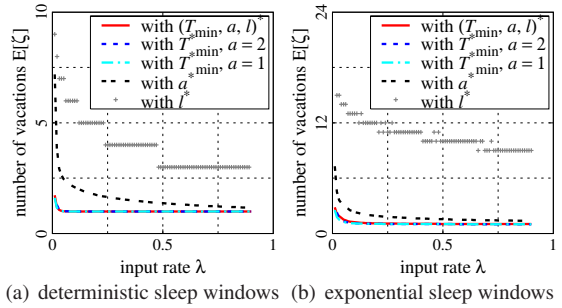 number of vacations E[ζ]
10
5
0
with (T_min, a, l)*
with T*_min, a = 2
with T*_min, a = 1
with a*
with l*
0
0.5
1
input rate λ
(a) deterministic sleep windows
number of vacations E[ζ]
24
12
0
with (T_min, a, l)*
with T*_min, a = 2
with T*_min, a = 1
with a*
with l*
0
0.5
1
input rate λ
(b) exponential sleep windows